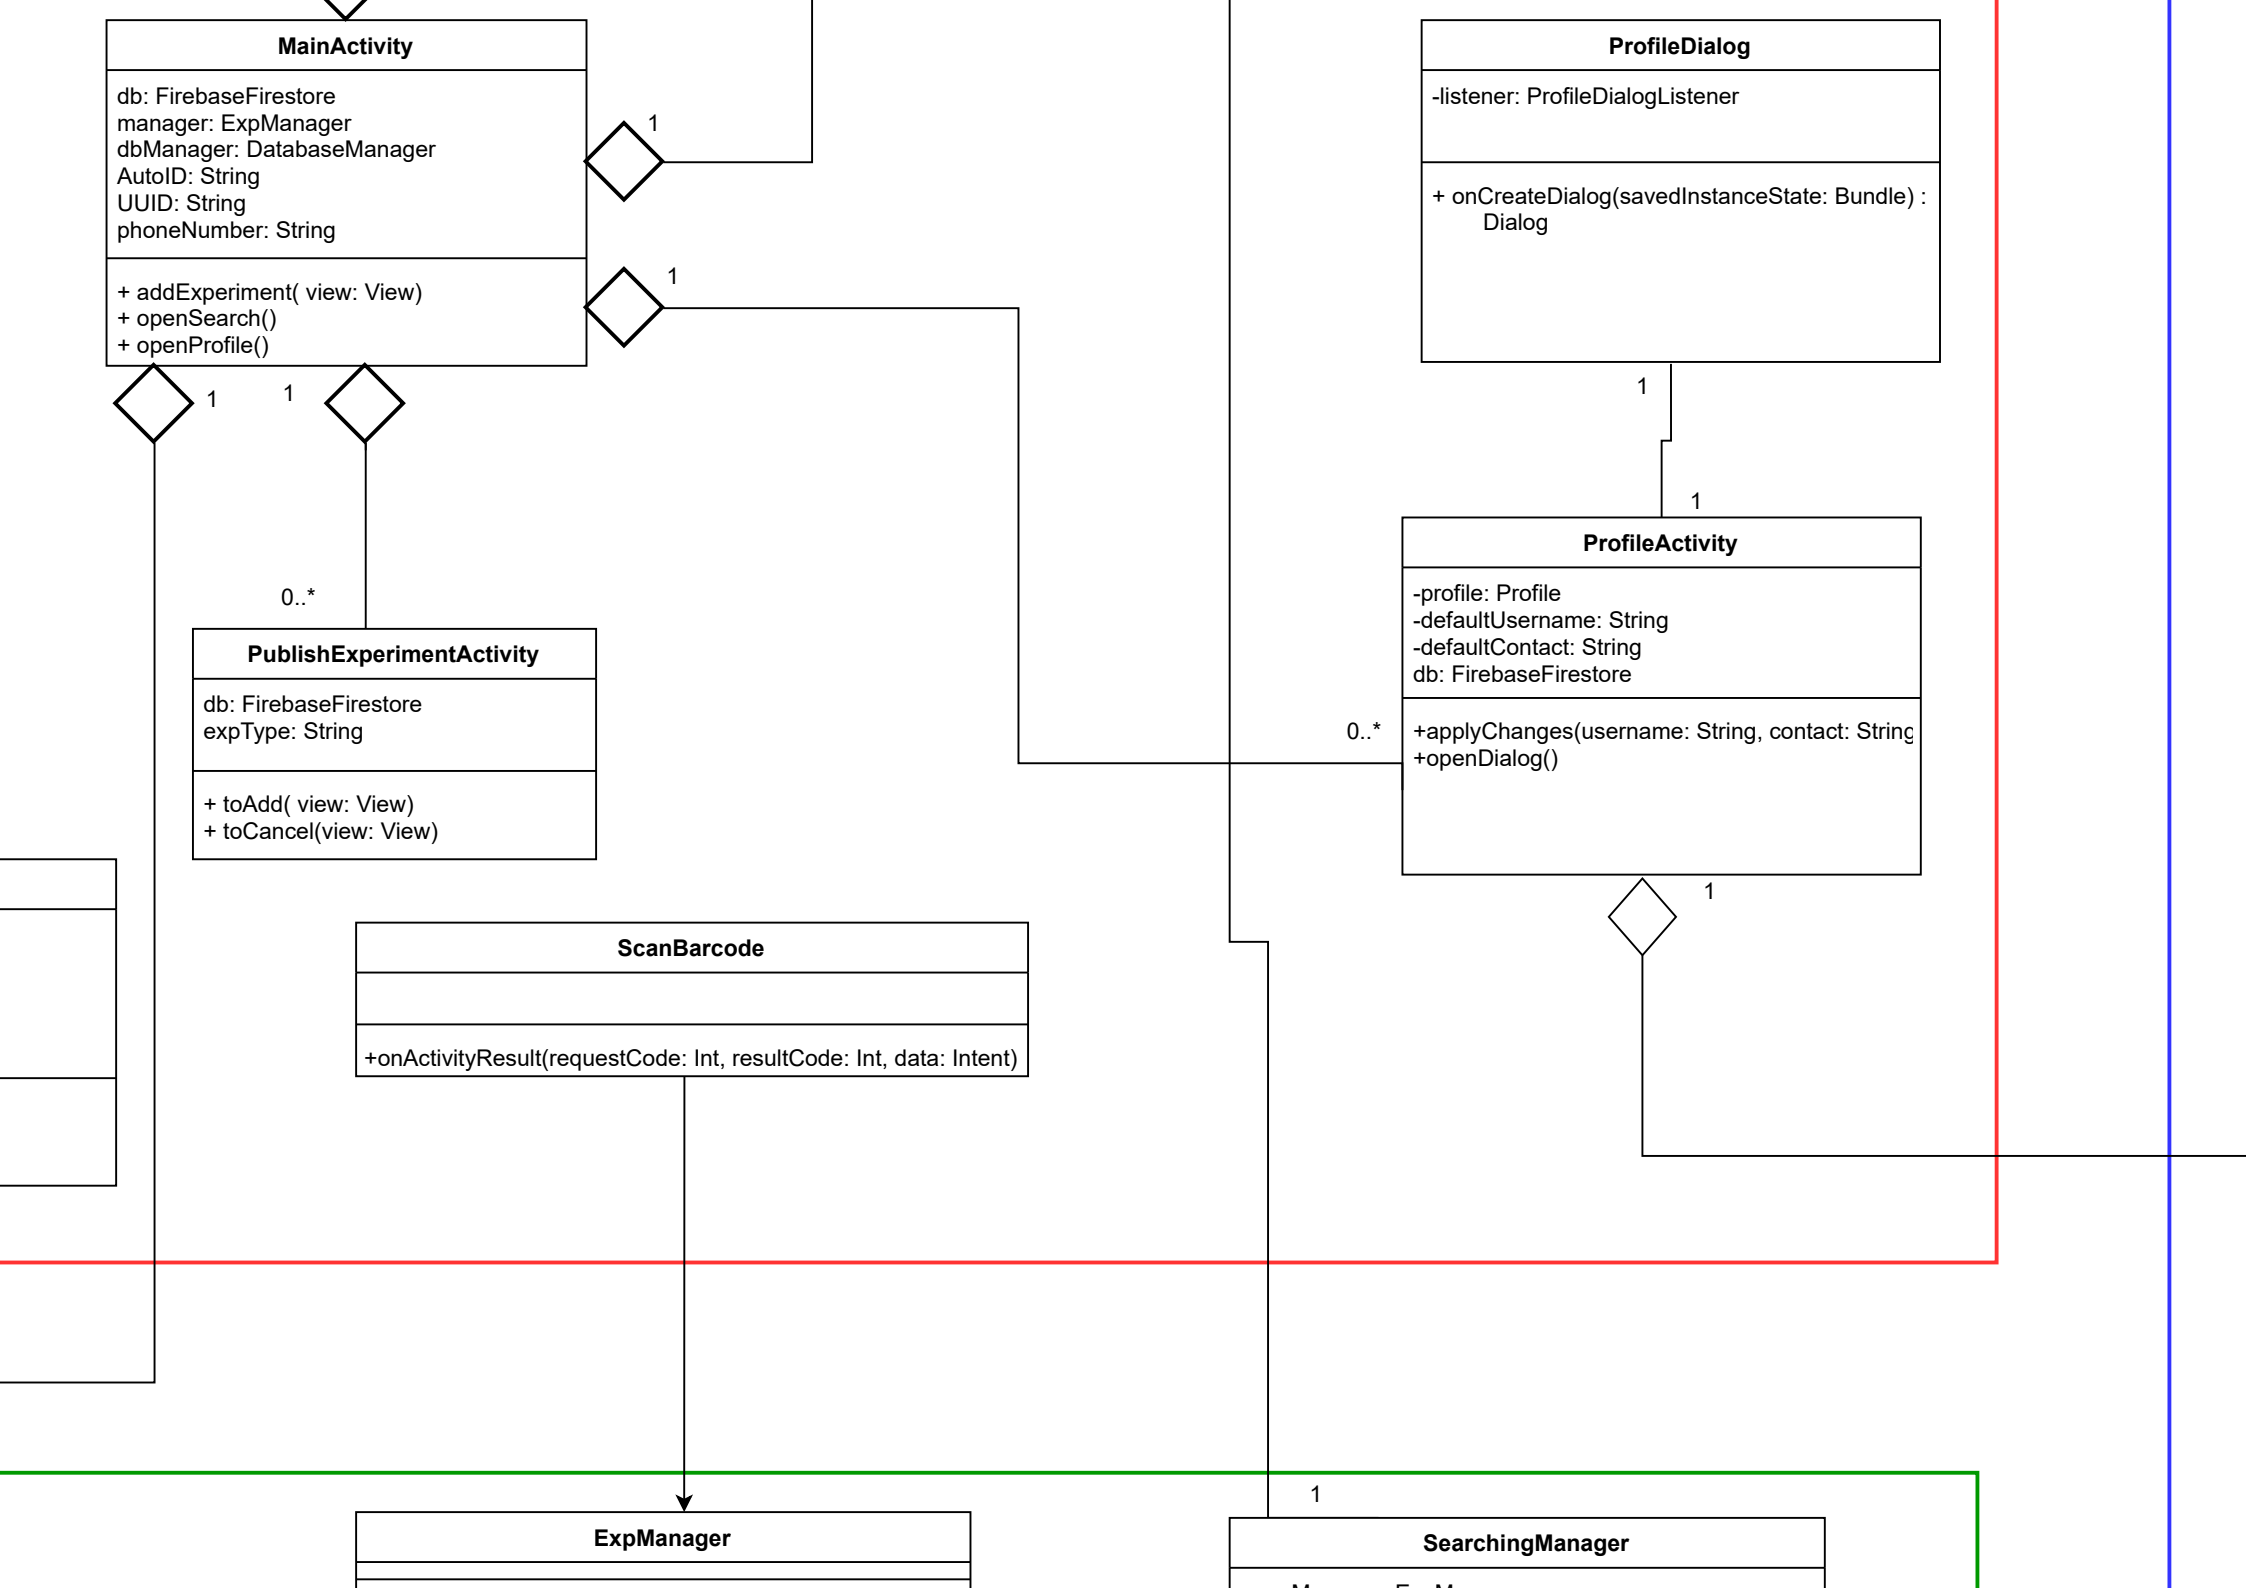 MainActivity
db: FirebaseFirestore
manager: ExpManager
dbManager: DatabaseManager
AutoID: String
UUID: String
phoneNumber: String
+ addExperiment( view: View)
+ openSearch()
+ openProfile()
1
1
1
1
0..*
PublishExperimentActivity
db: FirebaseFirestore
expType: String
+ toAdd( view: View)
+ toCancel(view: View)
ProfileDialog
-listener: ProfileDialogListener
+ onCreateDialog(savedInstanceState: Bundle) :
Dialog
1
1
ProfileActivity
-profile: Profile
-defaultUsername: String
-defaultContact: String
db: FirebaseFirestore
0..*
+applyChanges(username: String, contact: String
+openDialog()
1
ScanBarcode
+onActivityResult(requestCode: Int, resultCode: Int, data: Intent)
ExpManager
1
SearchingManager